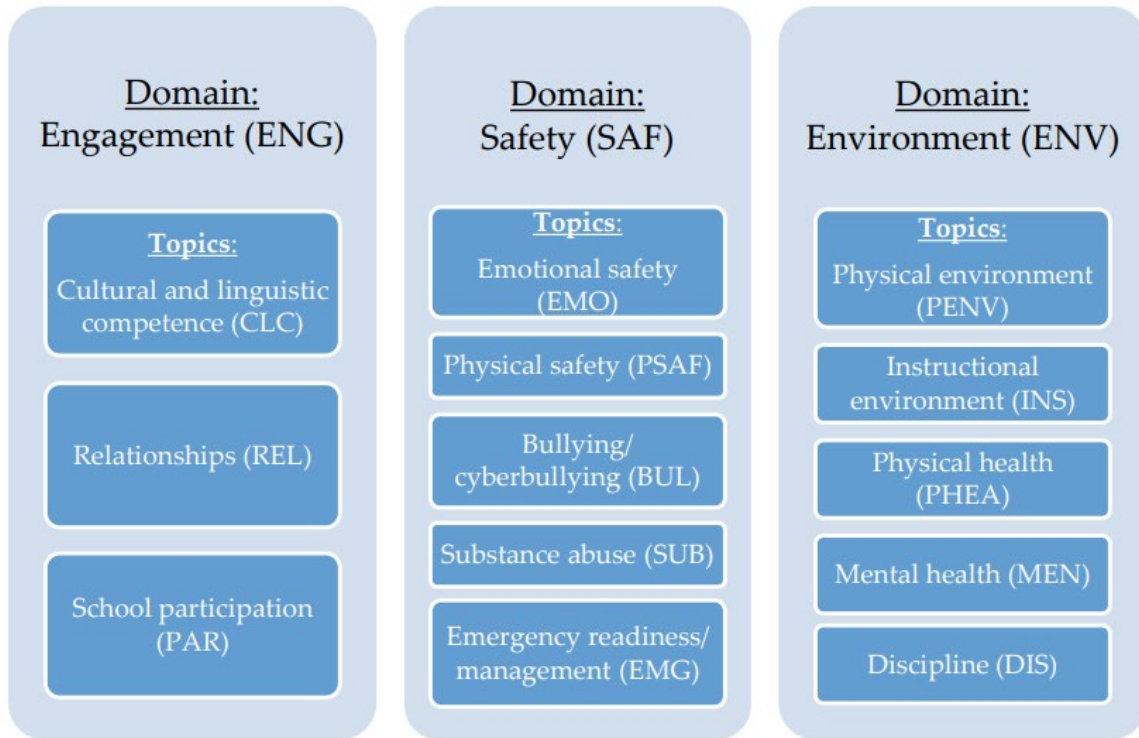 Domain:
Engagement (ENG)
Topics:
Cultural and linguistic
competence (CLC)
Relationships (REL)
School participation
(PAR)
Domain:
Safety (SAF)
Topics:
Emotional safety
(EMO)
Physical safety (PSAF)
Bullying/
cyberbullying (BUL)
Substance abuse (SUB)
Emergency readiness/
management (EMG)
Domain:
Environment (ENV)
Topics:
Physical environment
(PENV)
Instructional
environment (INS)
Physical health
(PHEA)
Mental health (MEN)
Discipline (DIS)